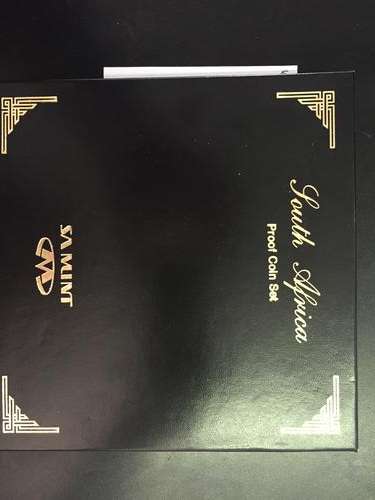 South Africa
Proof Coin Set
SA MINT